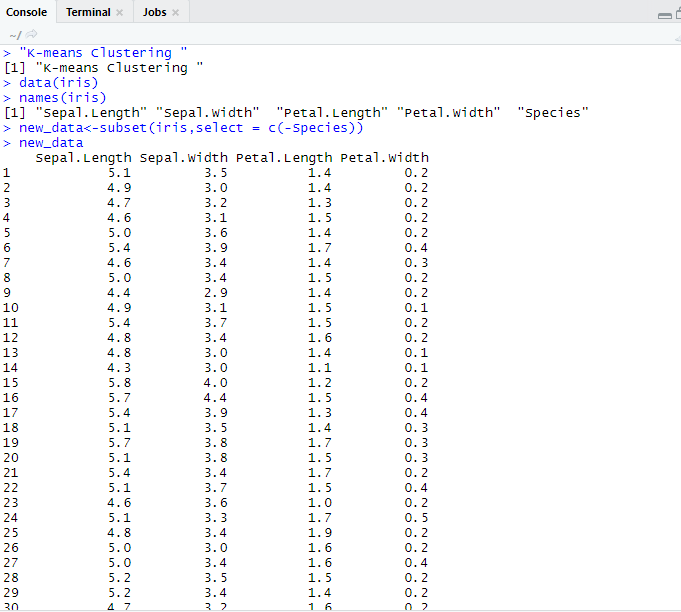 Console Terminal Jobs
~/
> "K-means Clustering "
[1] "K-means Clustering "
> data(iris)
> names(iris)
[1] "Sepal.Length" "Sepal.Width"  "Petal.Length" "Petal.Width"  "Species"
> new_data<-subset(iris,select = c(-Species))
> new_data
    Sepal.Length Sepal.Width Petal.Length Petal.Width
1            5.1         3.5          1.4         0.2
2            4.9         3.0          1.4         0.2
3            4.7         3.2          1.3         0.2
4            4.6         3.1          1.5         0.2
5            5.0         3.6          1.4         0.2
6            5.4         3.9          1.7         0.4
7            4.6         3.4          1.4         0.3
8            5.0         3.4          1.5         0.2
9            4.4         2.9          1.4         0.2
10           4.9         3.1          1.5         0.1
11           5.4         3.7          1.5         0.2
12           4.8         3.4          1.6         0.2
13           4.8         3.0          1.4         0.1
14           4.3         3.0          1.1         0.1
15           5.8         4.0          1.2         0.2
16           5.7         4.4          1.5         0.4
17           5.4         3.9          1.3         0.4
18           5.1         3.5          1.4         0.3
19           5.7         3.8          1.7         0.3
20           5.1         3.8          1.5         0.3
21           5.4         3.4          1.7         0.2
22           5.1         3.7          1.5         0.4
23           4.6         3.6          1.0         0.2
24           5.1         3.3          1.7         0.5
25           4.8         3.4          1.9         0.2
26           5.0         3.0          1.6         0.2
27           5.0         3.4          1.6         0.4
28           5.2         3.5          1.5         0.2
29           5.2         3.4          1.4         0.2
30           4.7         3.2          1.6         0.2